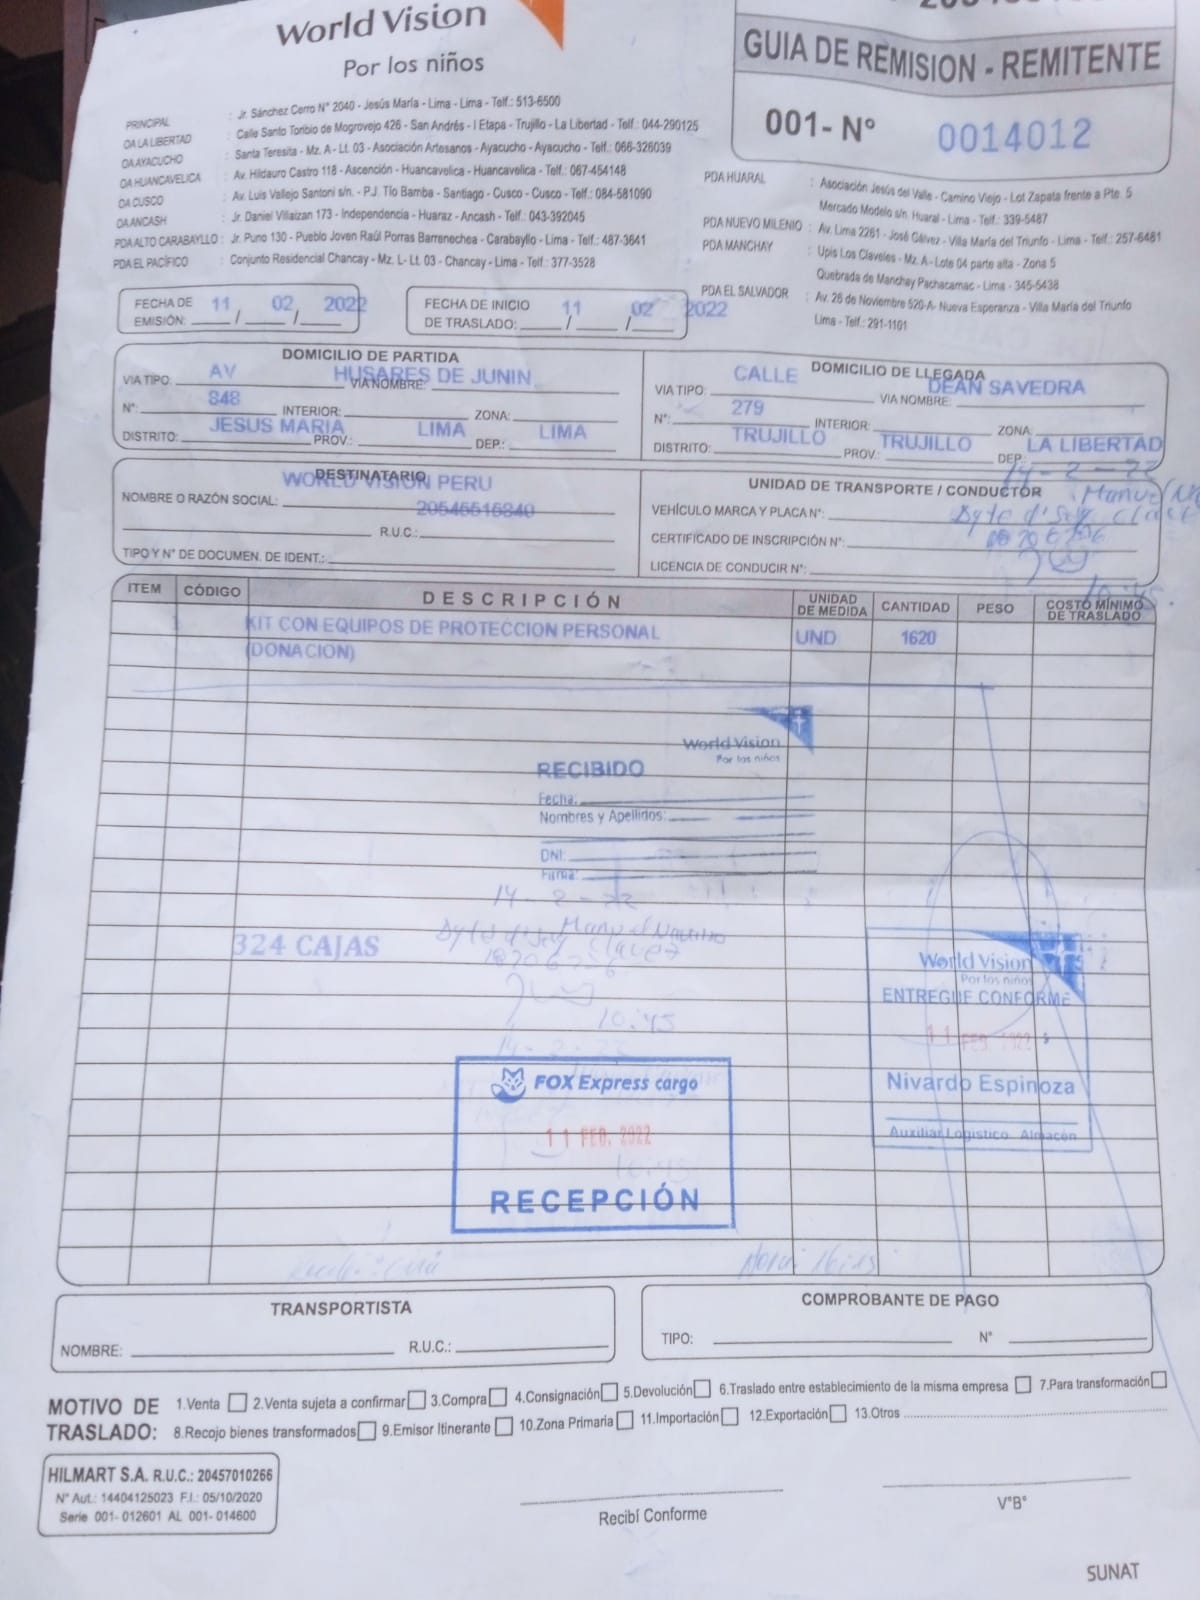 World Vision
Por los niños
GUIA DE REMISION - REMITENTE
001- N° 0014012
PRINCIPAL : Jr. Sánchez Cerro N° 2040 - Jesús María - Lima - Lima - Telf.: 513-6500
OA LA LIBERTAD : Calle Santo Toribio de Mogrovejo 426 - San Andrés - I Etapa - Trujillo - La Libertad - Telf.: 044-290125
OA AYACUCHO : Santa Teresita - Mz. A - Lt. 03 - Asociación Artesanos - Ayacucho - Ayacucho - Telf.: 066-326039
OA HUANCAVELICA : Av. Hildauro Castro 118 - Ascención - Huancavelica - Huancavelica - Telf.: 067-454148
OA CUSCO : Av. Luis Vallejo Santoni s/n. - P.J. Tío Bamba - Santiago - Cusco - Cusco - Telf.: 084-581090
OA ANCASH : Jr. Daniel Villaizan 173 - Independencia - Huaraz - Ancash - Telf.: 043-392045
PDA ALTO CARABAYLLO : Jr. Puno 130 - Pueblo Joven Raúl Porras Barrenechea - Carabayllo - Lima - Telf.: 487-3641
PDA EL PACÍFICO : Conjunto Residencial Chancay - Mz. L- Lt. 03 - Chancay - Lima - Telf.: 377-3528
PDA HUARAL : Asociación Jesús del Valle - Camino Viejo - Lot Zapata frente a Pte. 5
Mercado Modelo s/n. Huaral - Lima - Telf.: 339-5487
PDA NUEVO MILENIO : Av. Lima 2261 - José Gálvez - Villa María del Triunfo - Lima - Telf.: 257-6481
PDA MANCHAY : Upis Los Claveles - Mz. A - Lote 04 parte alta - Zona 5
Quebrada de Manchay Pachacamac - Lima - 345-5438
PDA EL SALVADOR : Av. 26 de Noviembre 520-A- Nueva Esperanza - Villa María del Triunfo
Lima - Telf.: 291-1101
FECHA DE EMISIÓN: 11 / 02 / 2022
FECHA DE INICIO DE TRASLADO: 11 / 02 / 2022
DOMICILIO DE PARTIDA
VIA TIPO: AV VIA NOMBRE: HUSARES DE JUNIN
N°: 848 INTERIOR: ZONA:
DISTRITO: JESUS MARIA PROV.: LIMA DEP.: LIMA
DOMICILIO DE LLEGADA
VIA TIPO: CALLE VIA NOMBRE: DEAN SAVEDRA
N°: 279 INTERIOR: ZONA:
DISTRITO: TRUJILLO PROV.: TRUJILLO DEP.: LA LIBERTAD
14-2-22
DESTINATARIO
NOMBRE O RAZÓN SOCIAL: WORLD VISION PERU
R.U.C.: 20545515840
TIPO Y N° DE DOCUMEN. DE IDENT.:
UNIDAD DE TRANSPORTE / CONDUCTOR
Manuel
VEHÍCULO MARCA Y PLACA N°:
CERTIFICADO DE INSCRIPCIÓN N°:
LICENCIA DE CONDUCIR N°:
10:45
ITEM CÓDIGO DESCRIPCIÓN UNIDAD DE MEDIDA CANTIDAD PESO COSTO MÍNIMO DE TRASLADO
1 KIT CON EQUIPOS DE PROTECCION PERSONAL UND 1620
(DONACION)
World Vision
Por los niños
RECIBIDO
Fecha:
Nombres y Apellidos:
DNI:
Firma:
14-2-22
Manuel
324 CAJAS
10:45
World Vision
Por los niños
ENTREGUE CONFORME
11 FEB. 2022
Nivardo Espinoza
Auxiliar Logístico Almacén
FOX Express cargo
11 FEB. 2022
RECEPCIÓN
TRANSPORTISTA
NOMBRE: R.U.C.:
COMPROBANTE DE PAGO
TIPO: N°
MOTIVO DE TRASLADO:
1.Venta 2.Venta sujeta a confirmar 3.Compra 4.Consignación 5.Devolución 6.Traslado entre establecimiento de la misma empresa 7.Para transformación
8.Recojo bienes transformados 9.Emisor Itinerante 10.Zona Primaria 11.Importación 12.Exportación 13.Otros
HILMART S.A. R.U.C.: 20457010266
N° Aut.: 14404125023 F.I.: 05/10/2020
Serie 001- 012601 AL 001- 014600
Recibí Conforme
V°B°
SUNAT